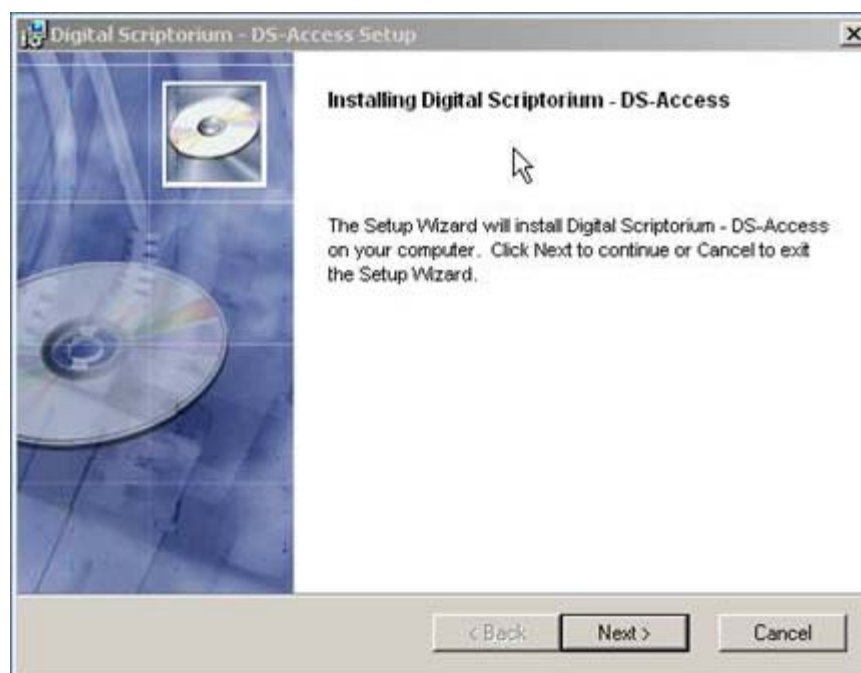 Digital Scriptorium - DS-Access Setup
Installing Digital Scriptorium - DS-Access
The Setup Wizard will install Digital Scriptorium - DS-Access
on your computer. Click Next to continue or Cancel to exit
the Setup Wizard.
< Back Next > Cancel